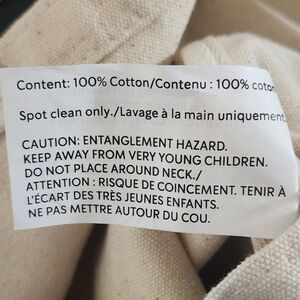 Content: 100% Cotton/Contenu : 100% coton
Spot clean only./Lavage à la main uniquement
CAUTION: ENTANGLEMENT HAZARD.
KEEP AWAY FROM VERY YOUNG CHILDREN.
DO NOT PLACE AROUND NECK./
ATTENTION : RISQUE DE COINCEMENT. TENIR À
L'ÉCART DES TRÈS JEUNES ENFANTS.
NE PAS METTRE AUTOUR DU COU.